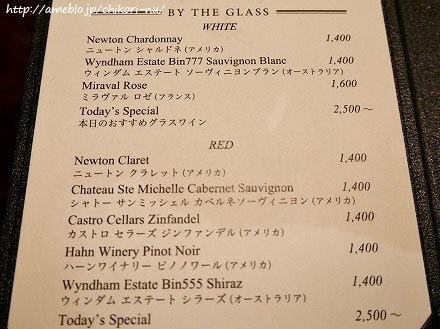 http://ameblo.jp/chikori-nu/
BY THE GLASS
WHITE
Newton Chardonnay 1,400
ニュートン シャルドネ(アメリカ)
Wyndham Estate Bin777 Sauvignon Blanc 1,400
ウィンダム エステート ソーヴィニヨンブラン(オーストラリア)
Miraval Rose 1,600
ミラヴァル ロゼ(フランス)
Today's Special 2,500～
本日のおすすめグラスワイン
RED
Newton Claret 1,400
ニュートン クラレット(アメリカ)
Chateau Ste Michelle Cabernet Sauvignon 1,400
シャトー サンミッシェル カベルネソーヴィニヨン(アメリカ)
Castro Cellars Zinfandel 1,400
カストロ セラーズ ジンファンデル(アメリカ)
Hahn Winery Pinot Noir 1,400
ハーンワイナリー ピノノワール(アメリカ)
Wyndham Estate Bin555 Shiraz 1,400
ウィンダム エステート シラーズ(オーストラリア)
Today's Special 2,500～